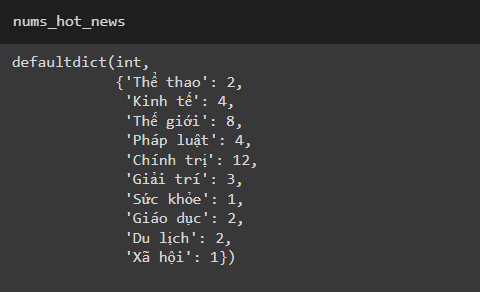 nums_hot_news
defaultdict(int,
{'Thể thao': 2,
'Kinh tế': 4,
'Thế giới': 8,
'Pháp luật': 4,
'Chính trị': 12,
'Giải trí': 3,
'Sức khỏe': 1,
'Giáo dục': 2,
'Du lịch': 2,
'Xã hội': 1})